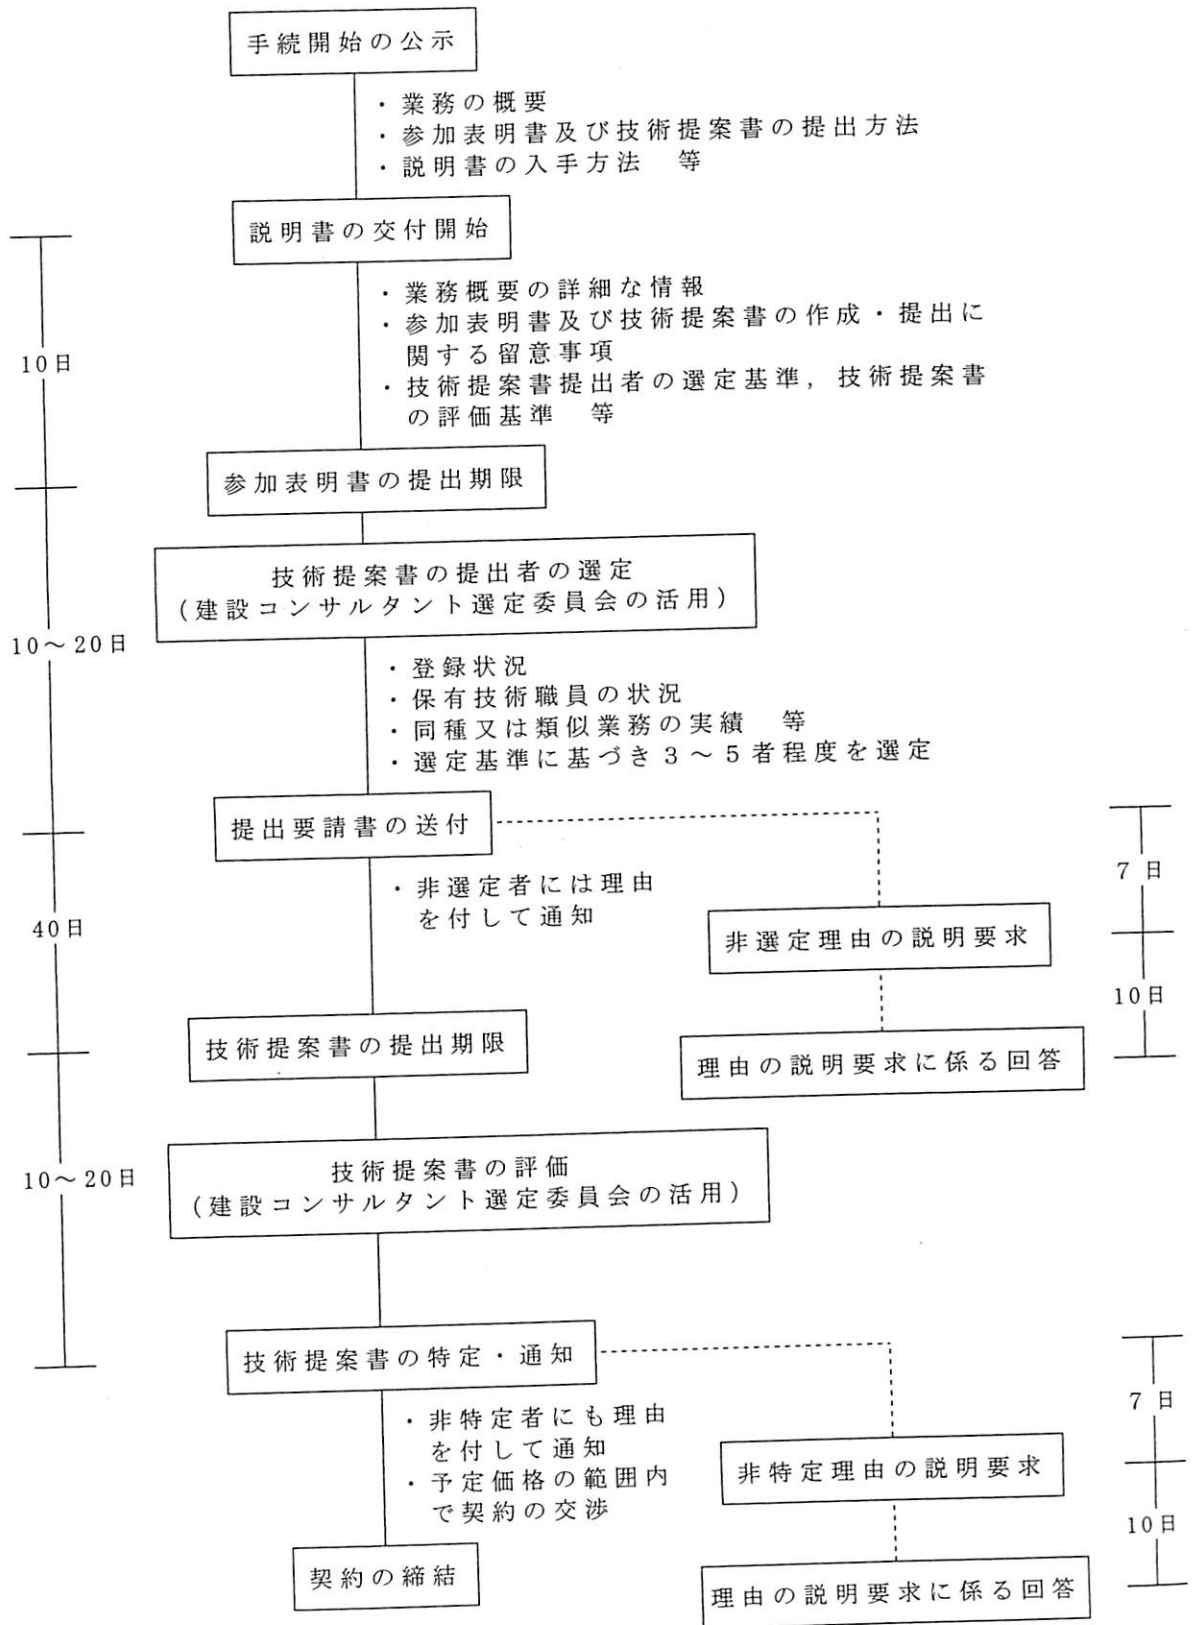 手続開始の公示
・業務の概要
・参加表明書及び技術提案書の提出方法
・説明書の入手方法　等
説明書の交付開始
・業務概要の詳細な情報
・参加表明書及び技術提案書の作成・提出に
関する留意事項
・技術提案書提出者の選定基準，技術提案書
の評価基準　等
10日
参加表明書の提出期限
技術提案書の提出者の選定
（建設コンサルタント選定委員会の活用）
10～20日
・登録状況
・保有技術職員の状況
・同種又は類似業務の実績　等
・選定基準に基づき３～５者程度を選定
提出要請書の送付
・非選定者には理由
を付して通知
7日
40日
非選定理由の説明要求
10日
技術提案書の提出期限
理由の説明要求に係る回答
技術提案書の評価
（建設コンサルタント選定委員会の活用）
10～20日
技術提案書の特定・通知
・非特定者にも理由
を付して通知
・予定価格の範囲内
で契約の交渉
7日
非特定理由の説明要求
10日
契約の締結
理由の説明要求に係る回答